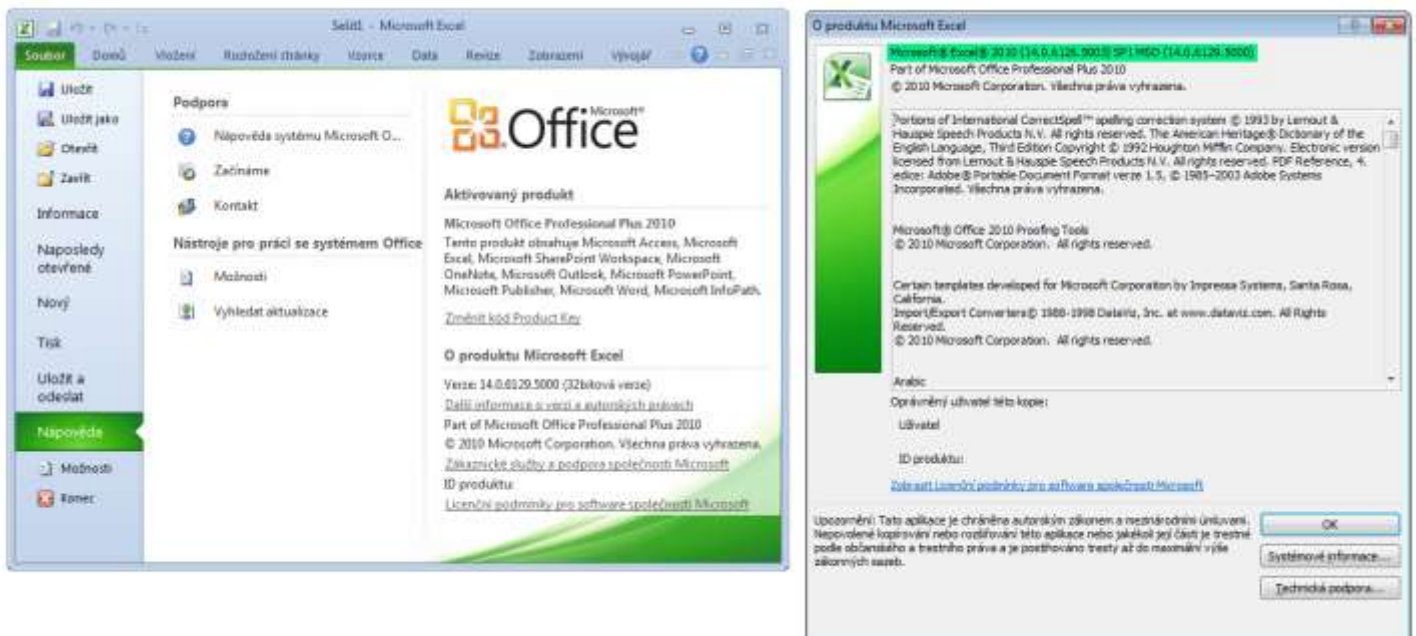 Sešit1 - Microsoft Excel
Soubor Domů Vložení Rozložení stránky Vzorce Data Revize Zobrazení Vývojář
Uložit
Uložit jako
Otevřít
Zavřít
Informace
Naposledy
otevřené
Nový
Tisk
Uložit a
odeslat
Nápověda
Možnosti
Konec
Podpora
Nápověda systému Microsoft O...
Začínáme
Kontakt
Nástroje pro práci se systémem Office
Možnosti
Vyhledat aktualizace
Microsoft®
Office
Aktivovaný produkt
Microsoft Office Professional Plus 2010
Tento produkt obsahuje Microsoft Access, Microsoft
Excel, Microsoft SharePoint Workspace, Microsoft
OneNote, Microsoft Outlook, Microsoft PowerPoint,
Microsoft Publisher, Microsoft Word, Microsoft InfoPath.
Změnit kód Product Key
O produktu Microsoft Excel
Verze: 14.0.6129.5000 (32bitová verze)
Další informace o verzi a autorských právech
Part of Microsoft Office Professional Plus 2010
© 2010 Microsoft Corporation. Všechna práva vyhrazena.
Zákaznické služby a podpora společnosti Microsoft
ID produktu:
Licenční podmínky pro software společnosti Microsoft
O produktu Microsoft Excel
Microsoft® Excel® 2010 (14.0.6126.5003) SP1 MSO (14.0.6129.5000)
Part of Microsoft Office Professional Plus 2010
© 2010 Microsoft Corporation. Všechna práva vyhrazena.
Portions of International CorrectSpell™ spelling correction system © 1993 by Lernout &
Hauspie Speech Products N.V. All rights reserved. The American Heritage® Dictionary of the
English Language, Third Edition Copyright © 1992 Houghton Mifflin Company. Electronic version
licensed from Lernout & Hauspie Speech Products N.V. All rights reserved. PDF Reference, 4.
edice: Adobe® Portable Document Format verze 1.5, © 1985–2003 Adobe Systems
Incorporated. Všechna práva vyhrazena.
Microsoft® Office 2010 Proofing Tools
© 2010 Microsoft Corporation. All rights reserved.
Certain templates developed for Microsoft Corporation by Impressa Systems, Santa Rosa,
California.
Import/Export Converters© 1988-1998 DataViz, Inc. at www.dataviz.com. All Rights
Reserved.
© 2010 Microsoft Corporation. All rights reserved.
Arabic
Oprávněný uživatel této kopie:
Uživatel
ID produktu:
Zobrazit Licenční podmínky pro software společnosti Microsoft
Upozornění: Tato aplikace je chráněna autorským zákonem a mezinárodními úmluvami.
Nepovolené kopírování nebo rozšiřování této aplikace nebo jakékoli její části je trestné
podle občanského a trestního práva a je postihováno tresty až do maximální výše
zákonných sazeb.
OK
Systémové informace...
Technická podpora...